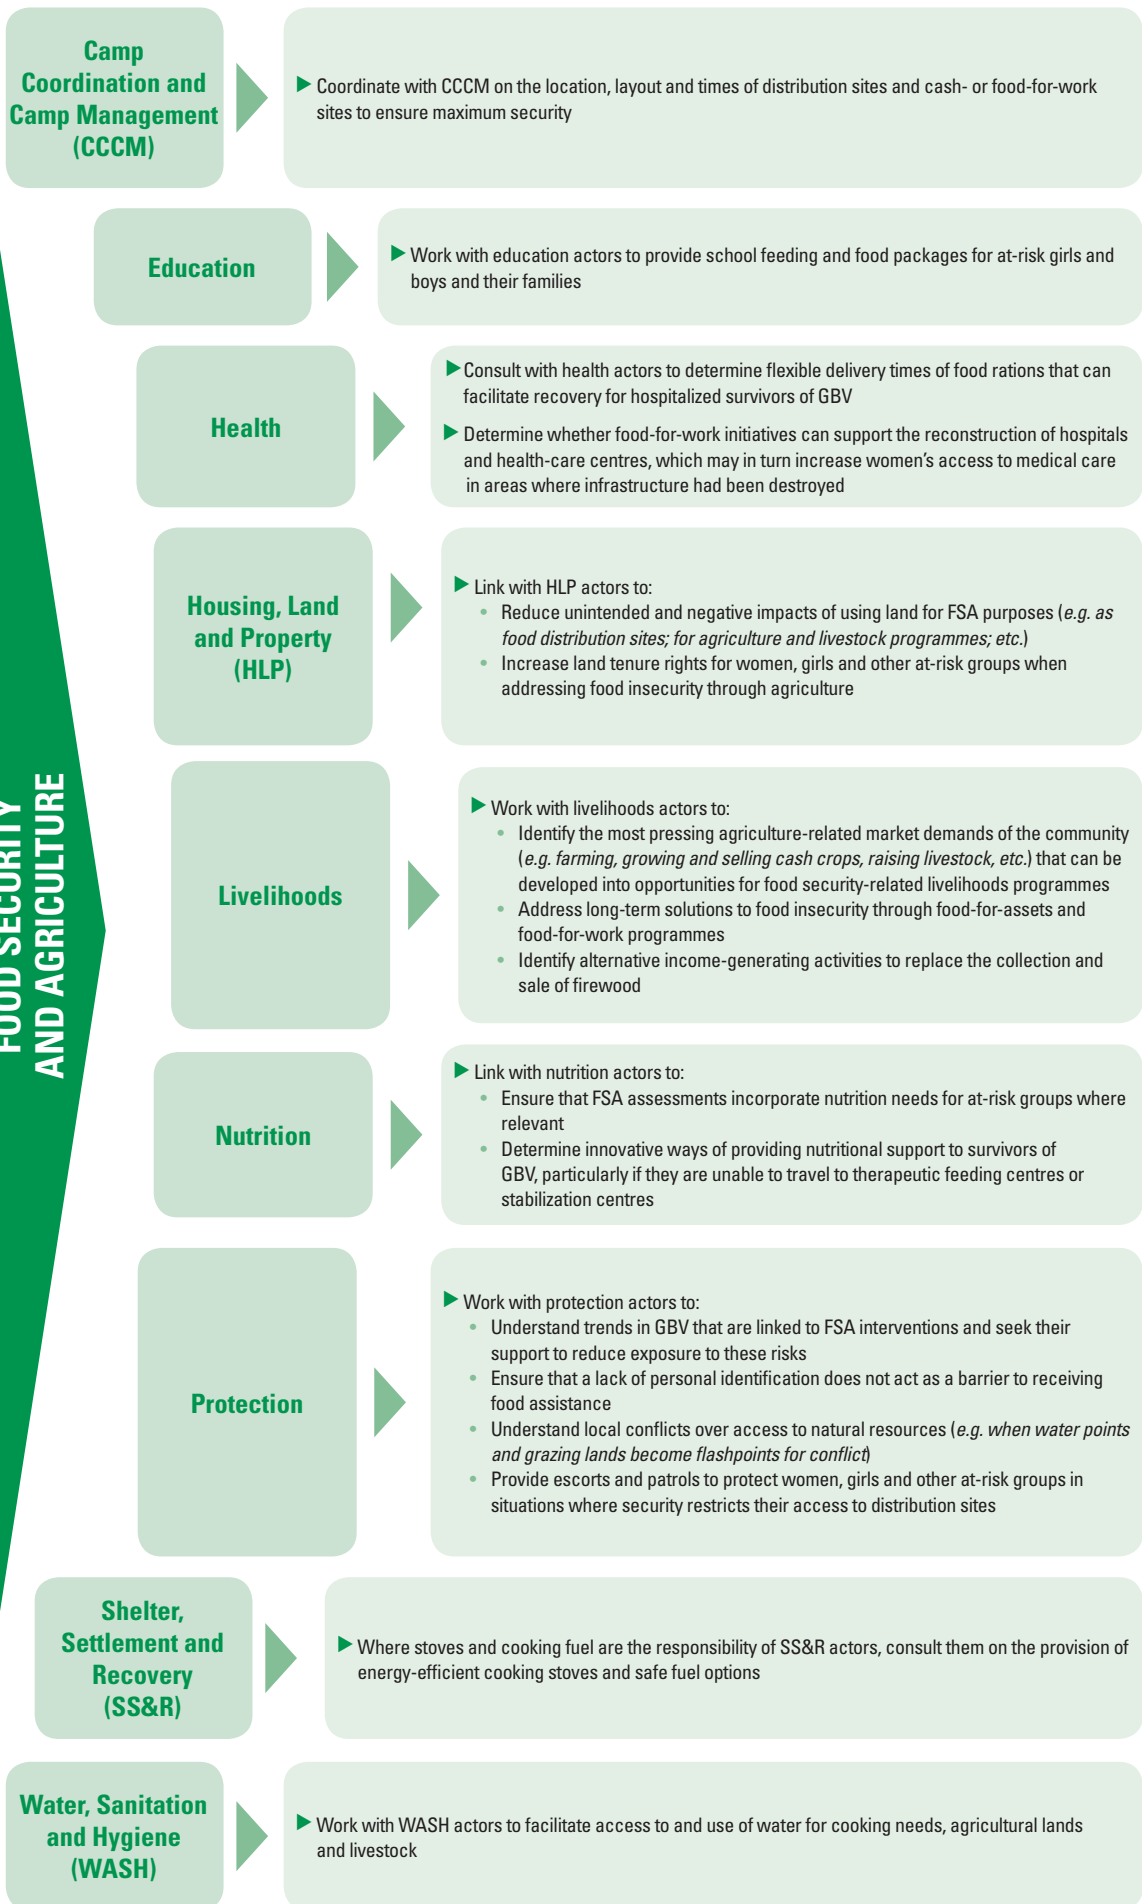 Camp
Coordination and
Camp Management
(CCCM)
▶ Coordinate with CCCM on the location, layout and times of distribution sites and cash- or food-for-work
sites to ensure maximum security
Education
▶ Work with education actors to provide school feeding and food packages for at-risk girls and
boys and their families
Health
▶ Consult with health actors to determine flexible delivery times of food rations that can
facilitate recovery for hospitalized survivors of GBV
▶ Determine whether food-for-work initiatives can support the reconstruction of hospitals
and health-care centres, which may in turn increase women’s access to medical care
in areas where infrastructure had been destroyed
Housing, Land
and Property
(HLP)
▶ Link with HLP actors to:
• Reduce unintended and negative impacts of using land for FSA purposes (e.g. as
food distribution sites; for agriculture and livestock programmes; etc.)
• Increase land tenure rights for women, girls and other at-risk groups when
addressing food insecurity through agriculture
FOOD SECURITY
AND AGRICULTURE
Livelihoods
▶ Work with livelihoods actors to:
• Identify the most pressing agriculture-related market demands of the community
(e.g. farming, growing and selling cash crops, raising livestock, etc.) that can be
developed into opportunities for food security-related livelihoods programmes
• Address long-term solutions to food insecurity through food-for-assets and
food-for-work programmes
• Identify alternative income-generating activities to replace the collection and
sale of firewood
Nutrition
▶ Link with nutrition actors to:
• Ensure that FSA assessments incorporate nutrition needs for at-risk groups where
relevant
• Determine innovative ways of providing nutritional support to survivors of
GBV, particularly if they are unable to travel to therapeutic feeding centres or
stabilization centres
Protection
▶ Work with protection actors to:
• Understand trends in GBV that are linked to FSA interventions and seek their
support to reduce exposure to these risks
• Ensure that a lack of personal identification does not act as a barrier to receiving
food assistance
• Understand local conflicts over access to natural resources (e.g. when water points
and grazing lands become flashpoints for conflict)
• Provide escorts and patrols to protect women, girls and other at-risk groups in
situations where security restricts their access to distribution sites
Shelter,
Settlement and
Recovery
(SS&R)
▶ Where stoves and cooking fuel are the responsibility of SS&R actors, consult them on the provision of
energy-efficient cooking stoves and safe fuel options
Water, Sanitation
and Hygiene
(WASH)
▶ Work with WASH actors to facilitate access to and use of water for cooking needs, agricultural lands
and livestock